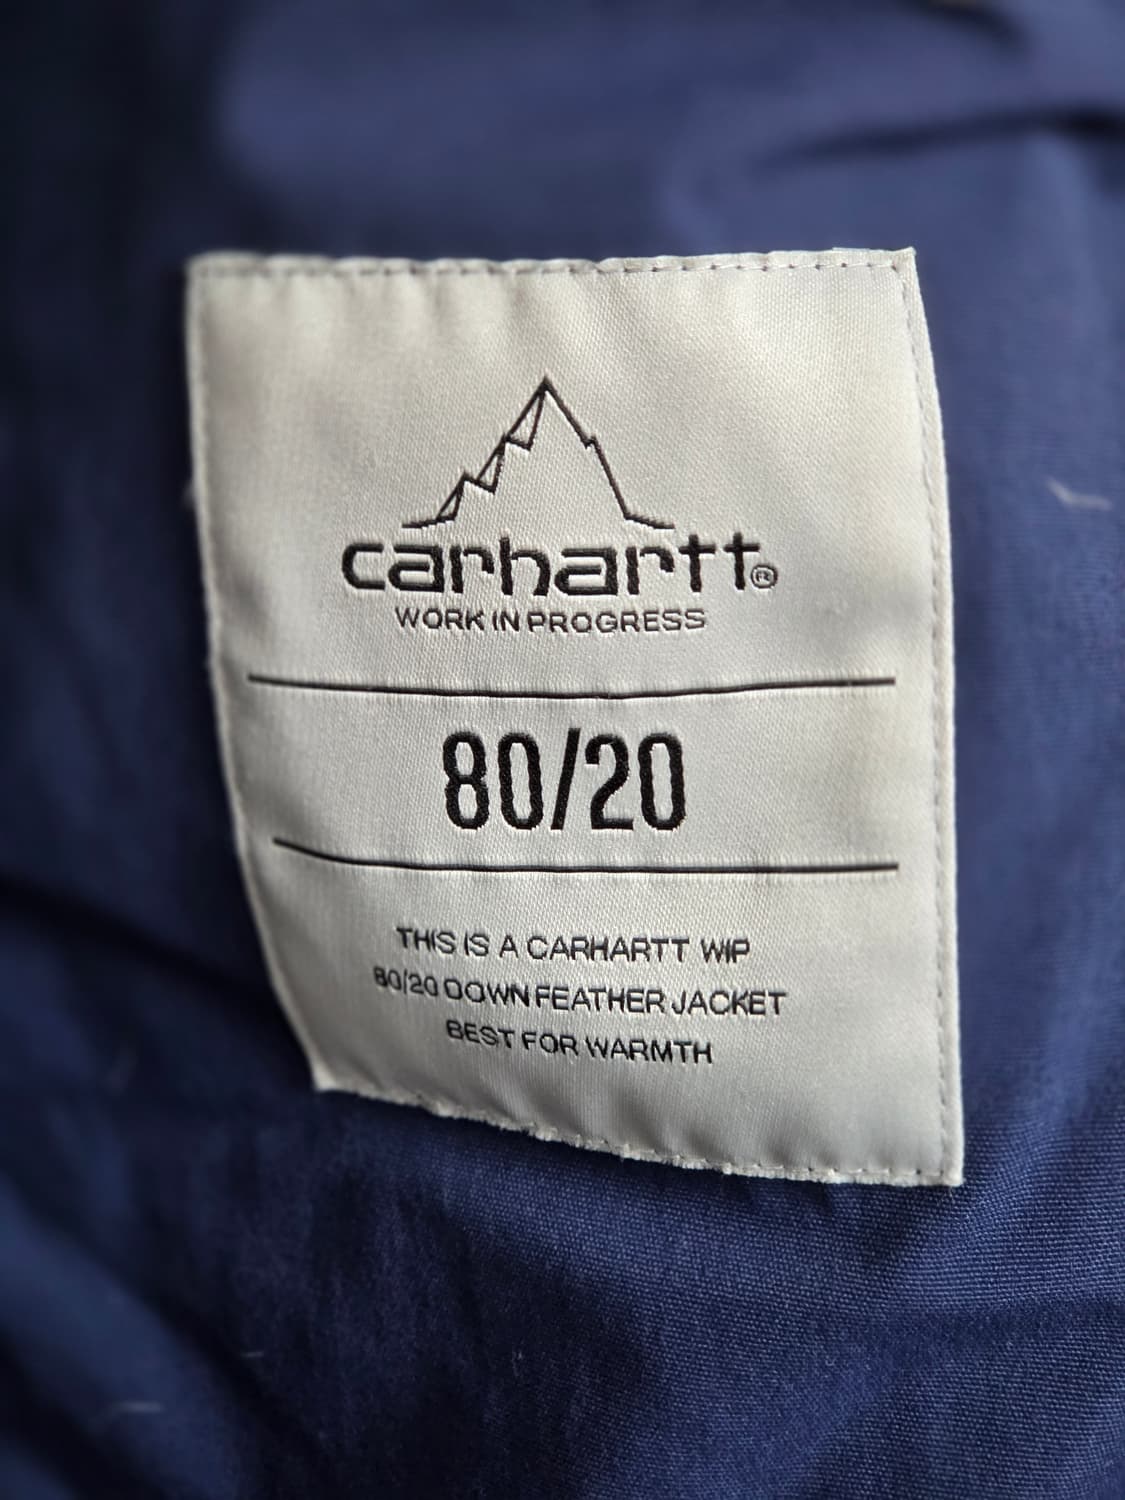 carhartt®
WORK IN PROGRESS
80/20
THIS IS A CARHARTT WIP
80/20 DOWN FEATHER JACKET
BEST FOR WARMTH